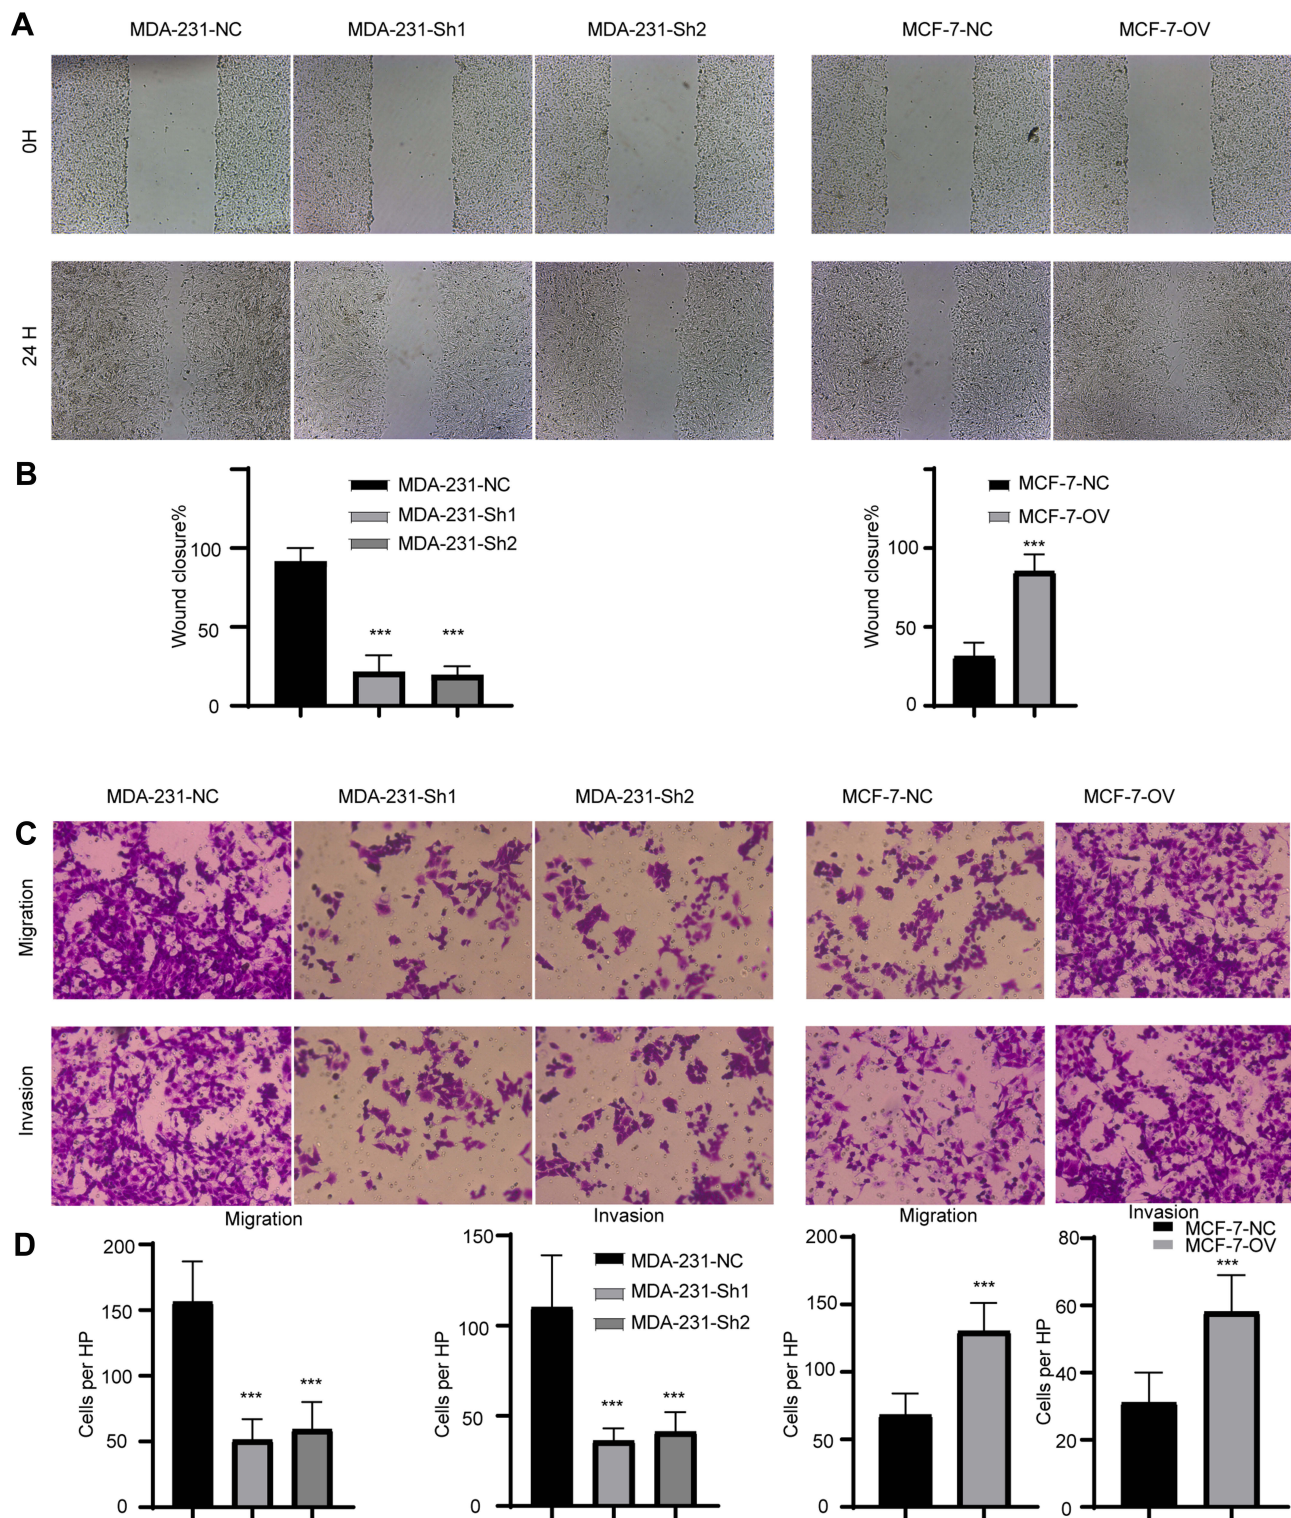 A
MDA-231-NC MDA-231-Sh1 MDA-231-Sh2 MCF-7-NC MCF-7-OV
0H
24 H
B
Wound closure%
100
50
0
MDA-231-NC
MDA-231-Sh1
MDA-231-Sh2
*** ***
Wound closure%
100
50
0
MCF-7-NC
MCF-7-OV
***
MDA-231-NC MDA-231-Sh1 MDA-231-Sh2 MCF-7-NC MCF-7-OV
C
Migration
Invasion
D
Migration
Cells per HP
200
150
100
50
0
*** ***
Invasion
Cells per HP
150
100
50
0
MDA-231-NC
MDA-231-Sh1
MDA-231-Sh2
*** ***
Migration
Cells per HP
200
150
100
50
0
***
Invasion
Cells per HP
80
60
40
20
0
MCF-7-NC
MCF-7-OV
***